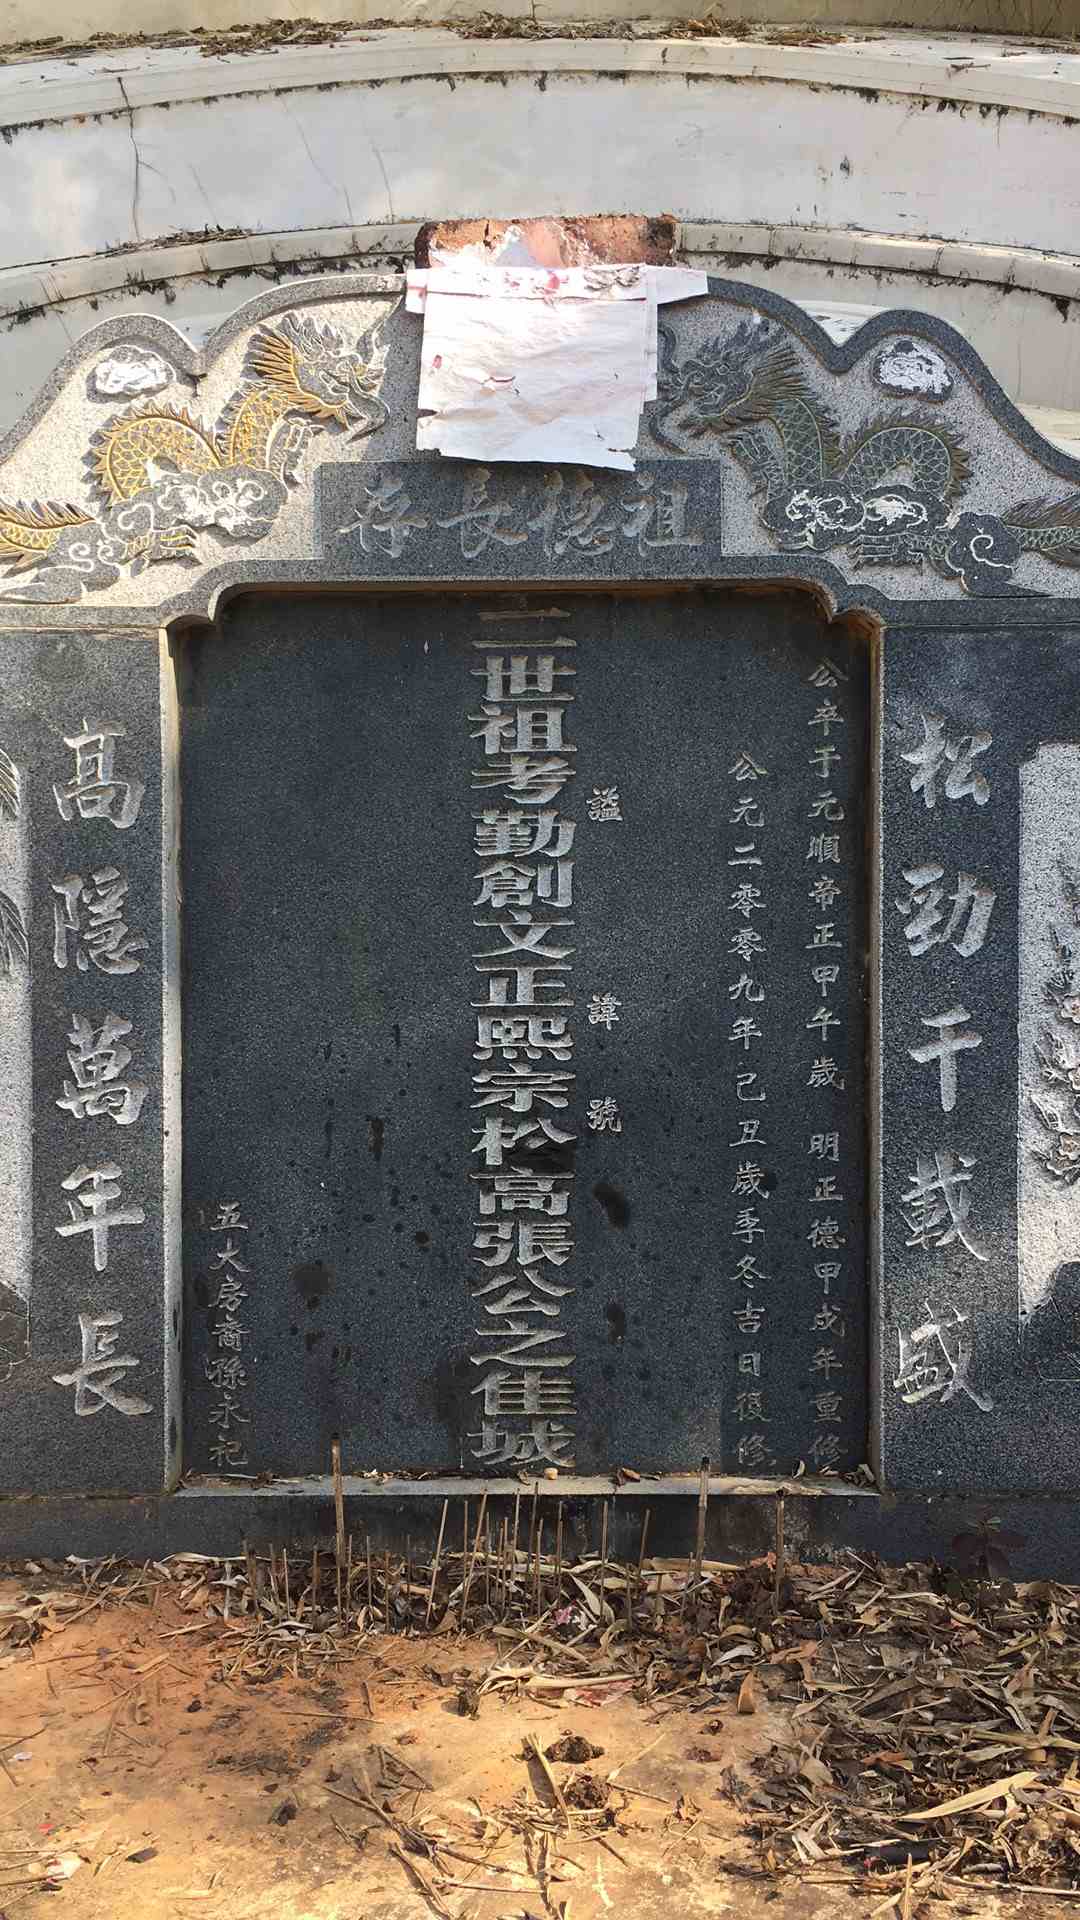 祖德長存
松勁千載盛
公卒于元順帝正甲午歲　明正德甲戌年重修
公元二零零九年己丑歲季冬吉日復修
諡　諱　號
二世祖考勤創文正熙宗松高張公之佳城
五大房裔孫永祀
高隱萬年長